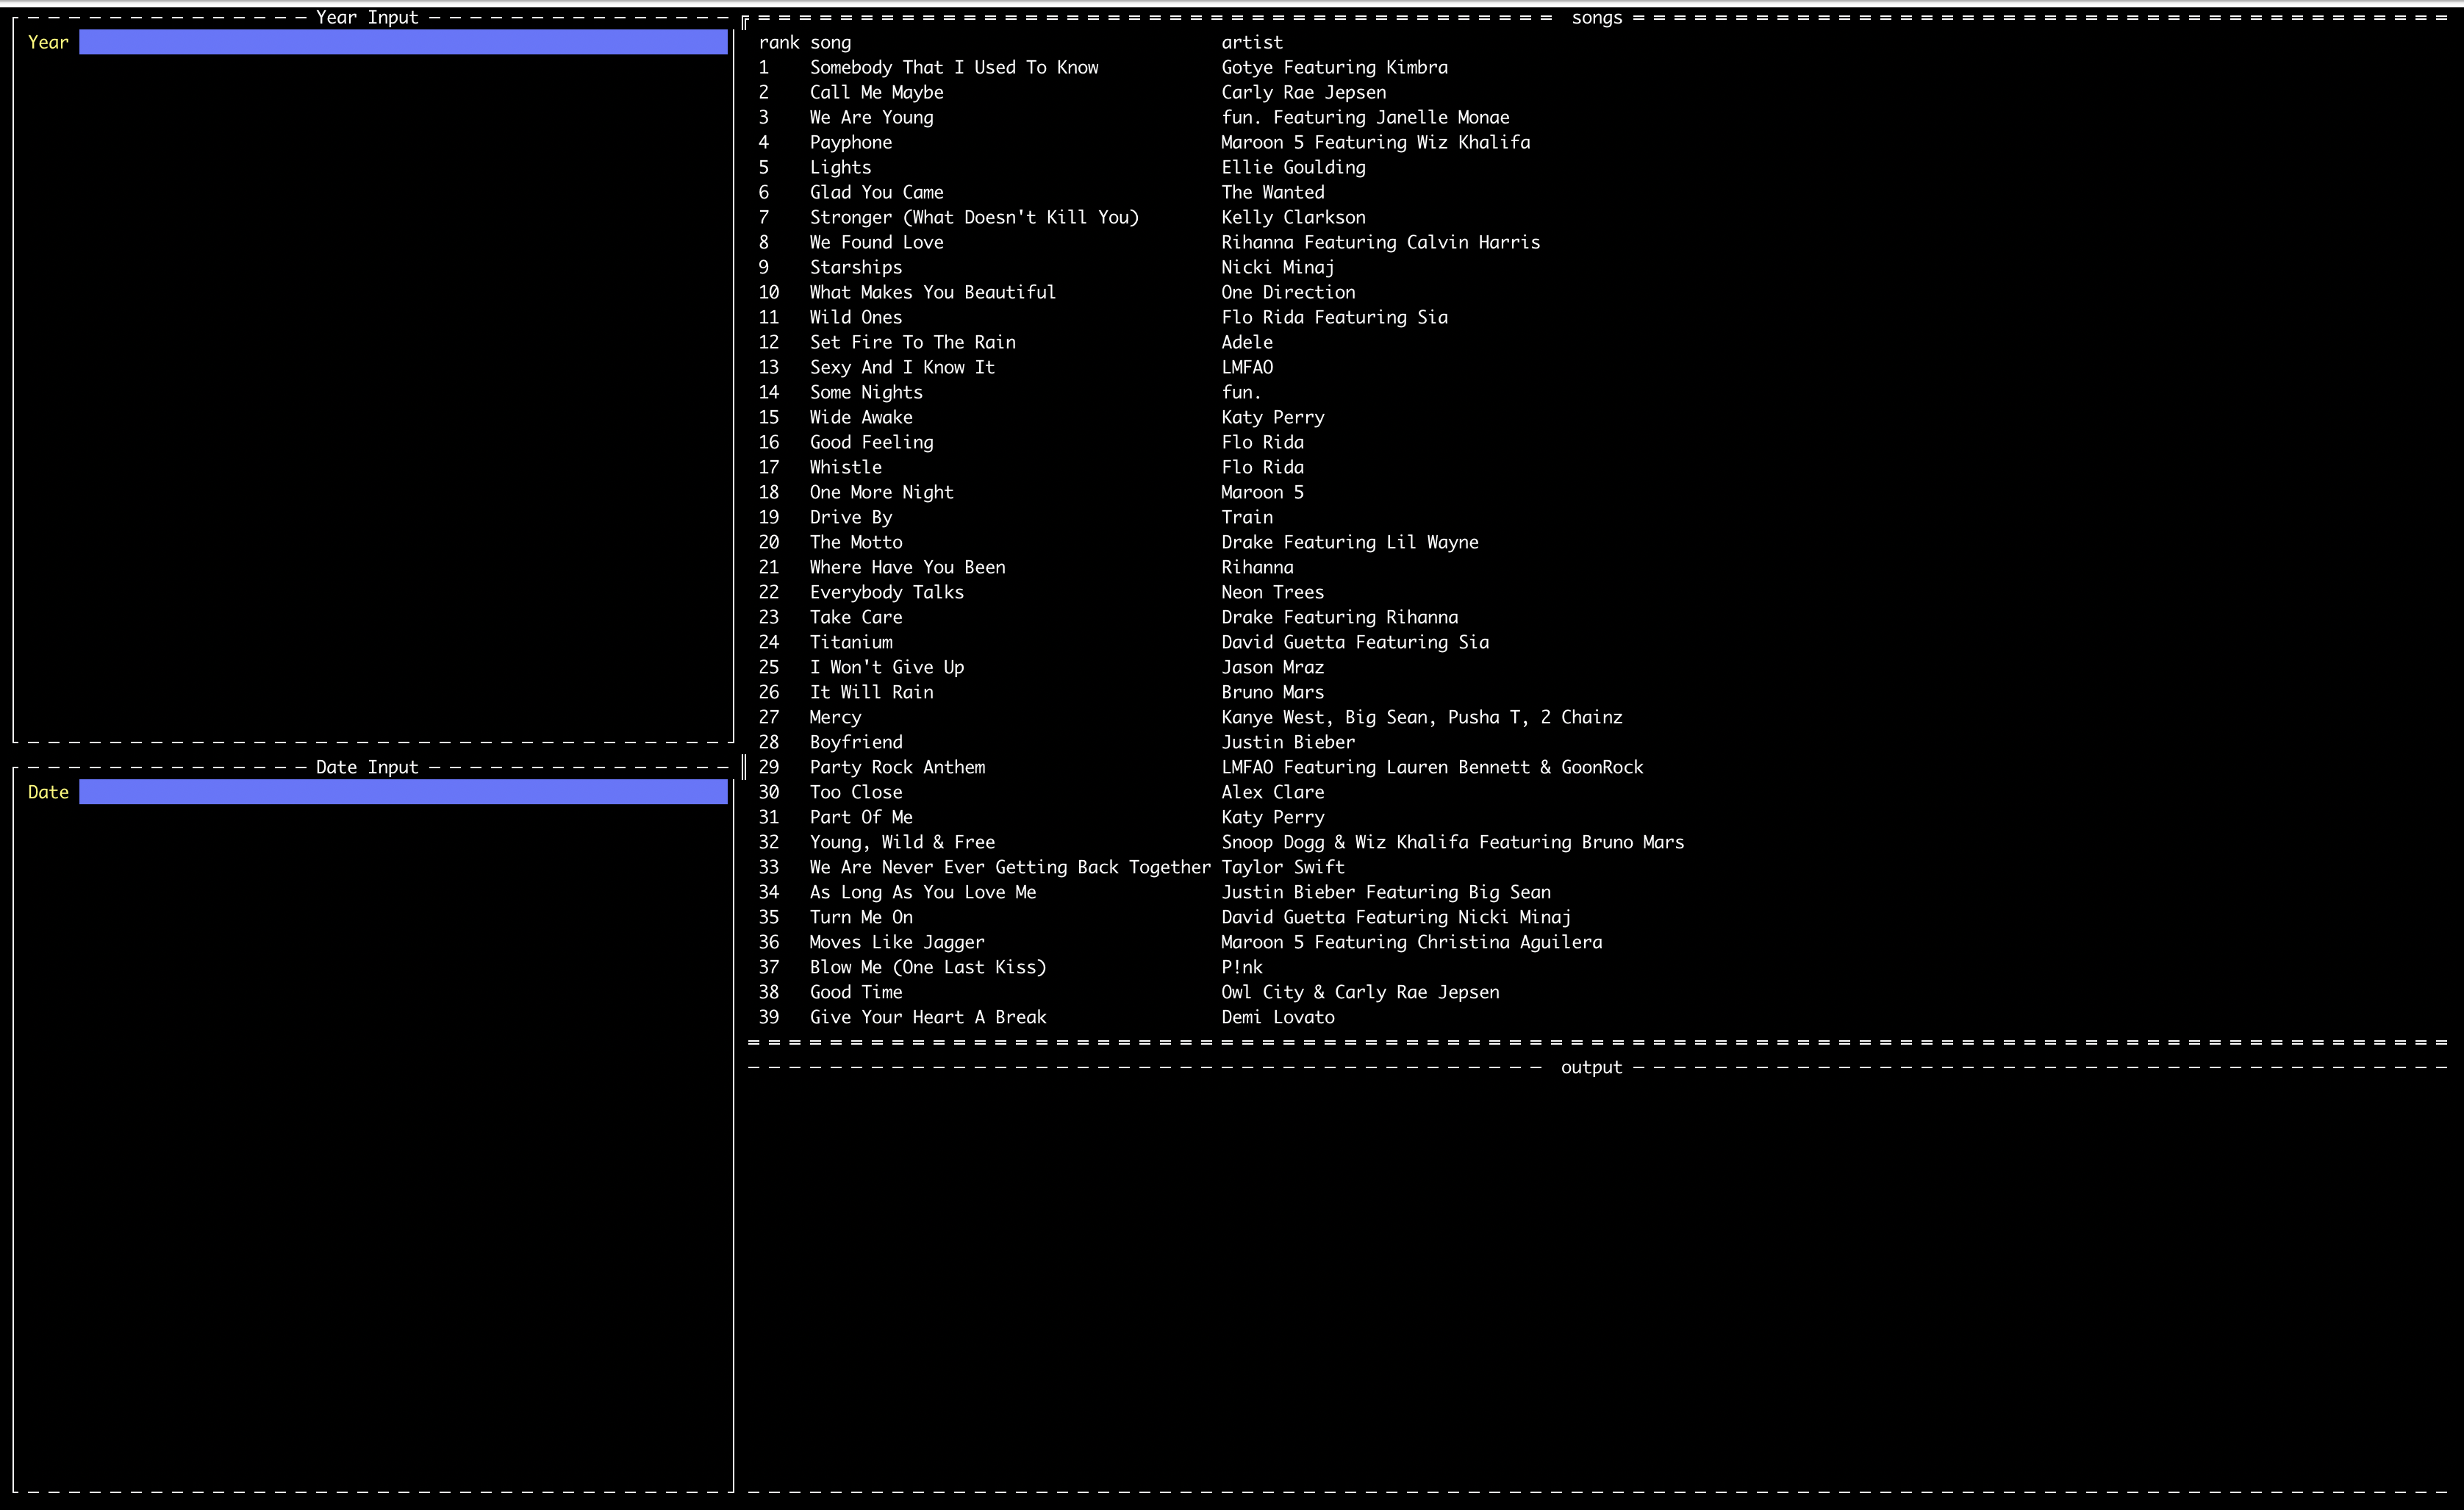 Year Input
Year
Date Input
Date
songs
rank song artist
1 Somebody That I Used To Know Gotye Featuring Kimbra
2 Call Me Maybe Carly Rae Jepsen
3 We Are Young fun. Featuring Janelle Monae
4 Payphone Maroon 5 Featuring Wiz Khalifa
5 Lights Ellie Goulding
6 Glad You Came The Wanted
7 Stronger (What Doesn't Kill You) Kelly Clarkson
8 We Found Love Rihanna Featuring Calvin Harris
9 Starships Nicki Minaj
10 What Makes You Beautiful One Direction
11 Wild Ones Flo Rida Featuring Sia
12 Set Fire To The Rain Adele
13 Sexy And I Know It LMFAO
14 Some Nights fun.
15 Wide Awake Katy Perry
16 Good Feeling Flo Rida
17 Whistle Flo Rida
18 One More Night Maroon 5
19 Drive By Train
20 The Motto Drake Featuring Lil Wayne
21 Where Have You Been Rihanna
22 Everybody Talks Neon Trees
23 Take Care Drake Featuring Rihanna
24 Titanium David Guetta Featuring Sia
25 I Won't Give Up Jason Mraz
26 It Will Rain Bruno Mars
27 Mercy Kanye West, Big Sean, Pusha T, 2 Chainz
28 Boyfriend Justin Bieber
29 Party Rock Anthem LMFAO Featuring Lauren Bennett & GoonRock
30 Too Close Alex Clare
31 Part Of Me Katy Perry
32 Young, Wild & Free Snoop Dogg & Wiz Khalifa Featuring Bruno Mars
33 We Are Never Ever Getting Back Together Taylor Swift
34 As Long As You Love Me Justin Bieber Featuring Big Sean
35 Turn Me On David Guetta Featuring Nicki Minaj
36 Moves Like Jagger Maroon 5 Featuring Christina Aguilera
37 Blow Me (One Last Kiss) P!nk
38 Good Time Owl City & Carly Rae Jepsen
39 Give Your Heart A Break Demi Lovato
output